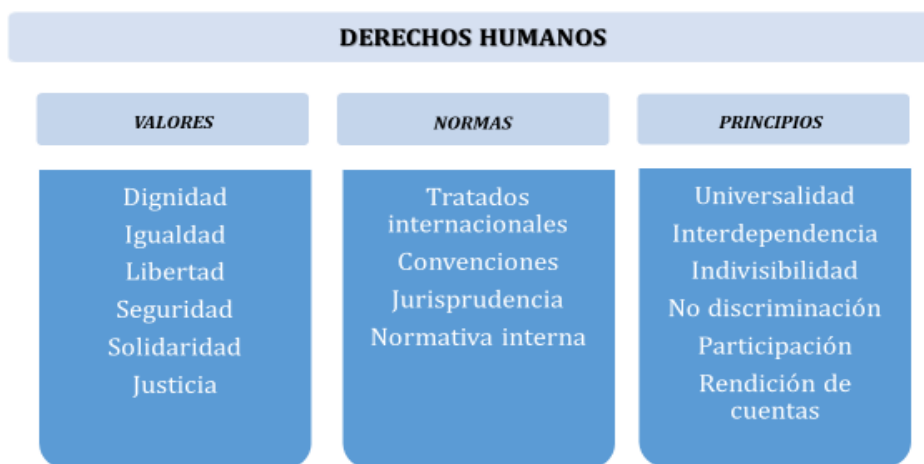 DERECHOS HUMANOS
VALORES
Dignidad
Igualdad
Libertad
Seguridad
Solidaridad
Justicia
NORMAS
Tratados
internacionales
Convenciones
Jurisprudencia
Normativa interna
PRINCIPIOS
Universalidad
Interdependencia
Indivisibilidad
No discriminación
Participación
Rendición de
cuentas